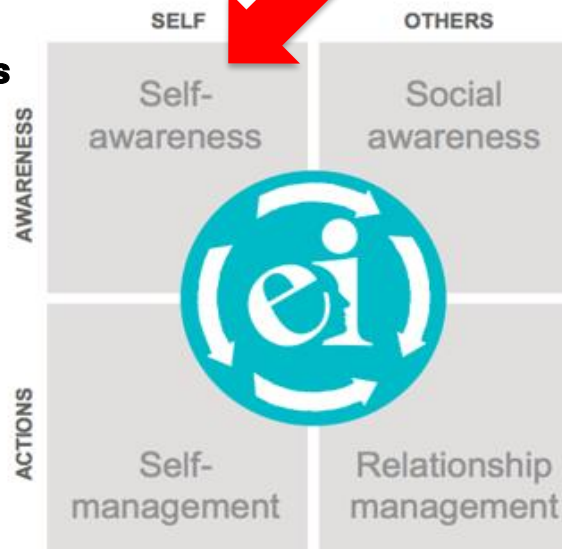 SELF
OTHERS
s
AWARENESS
Self-
awareness
Social
awareness
ei
ACTIONS
Self-
management
Relationship
management